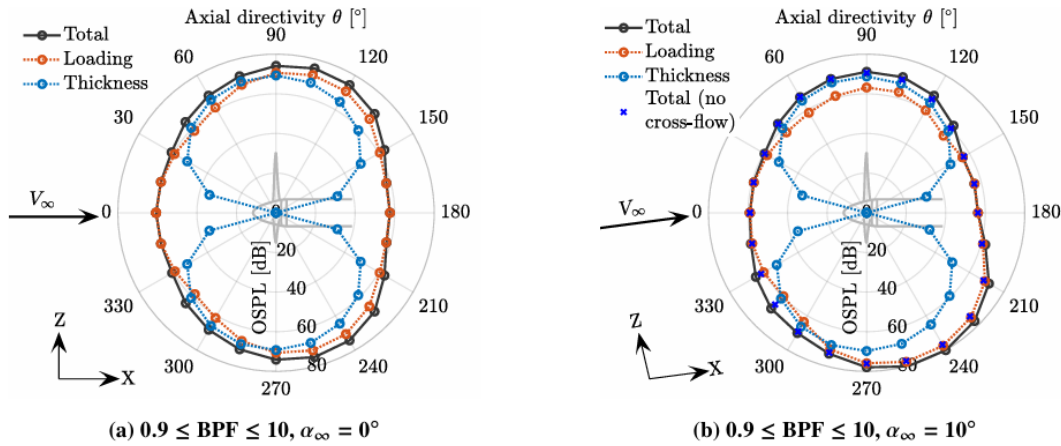 Axial directivity θ [°]
Total
Loading
Thickness
90
60
120
30
150
V∞
0
180
0
20
40
60
80
OSPL [dB]
330
210
300
240
270
Z
X
(a) 0.9 ≤ BPF ≤ 10, α∞ = 0°
Axial directivity θ [°]
Total
Loading
Thickness
Total (no
cross-flow)
90
60
120
30
150
V∞
0
180
0
20
40
60
80
OSPL [dB]
330
210
300
240
270
Z
X
(b) 0.9 ≤ BPF ≤ 10, α∞ = 10°